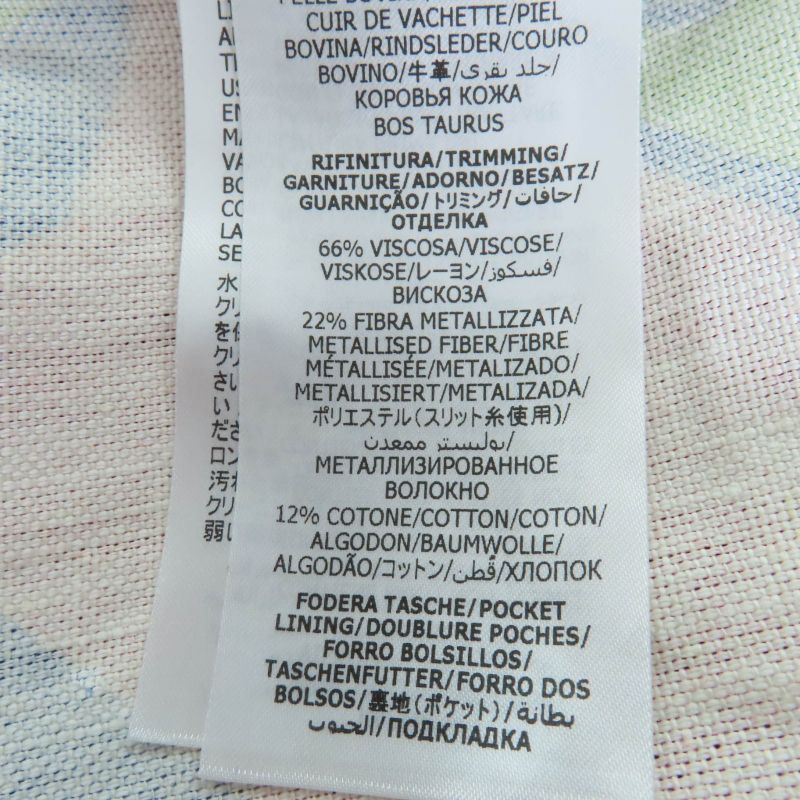 CUIR DE VACHETTE/PIEL
BOVINA/RINDSLEDER/COURO
BOVINO/牛革/جلد بقري/
КОРОВЬЯ КОЖА
BOS TAURUS
RIFINITURA/TRIMMING/
GARNITURE/ADORNO/BESATZ/
GUARNIÇÃO/トリミング/حافات/
ОТДЕЛКА
66% VISCOSA/VISCOSE/
VISKOSE/レーヨン/فسكوز/
ВИСКОЗА
22% FIBRA METALLIZZATA/
METALLISED FIBER/FIBRE
MÉTALLISÉE/METALIZADO/
METALLISIERT/METALIZADA/
ポリエステル(スリット糸使用)/
بوليستر ممعدن/
МЕТАЛЛИЗИРОВАННОЕ
ВОЛОКНО
12% COTONE/COTTON/COTON/
ALGODON/BAUMWOLLE/
ALGODÃO/コットン/قُطن/ХЛОПОК
FODERA TASCHE/POCKET
LINING/DOUBLURE POCHES/
FORRO BOLSILLOS/
TASCHENFUTTER/FORRO DOS
BOLSOS/裏地(ポケット)/بطانة
الجيوب/ПОДКЛАДКА